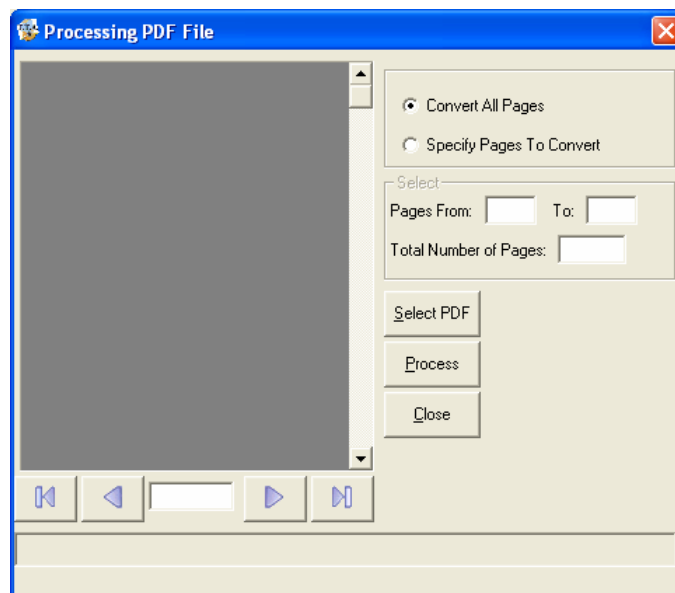 Processing PDF File
Convert All Pages
Specify Pages To Convert
Select
Pages From: To:
Total Number of Pages:
Select PDF
Process
Close